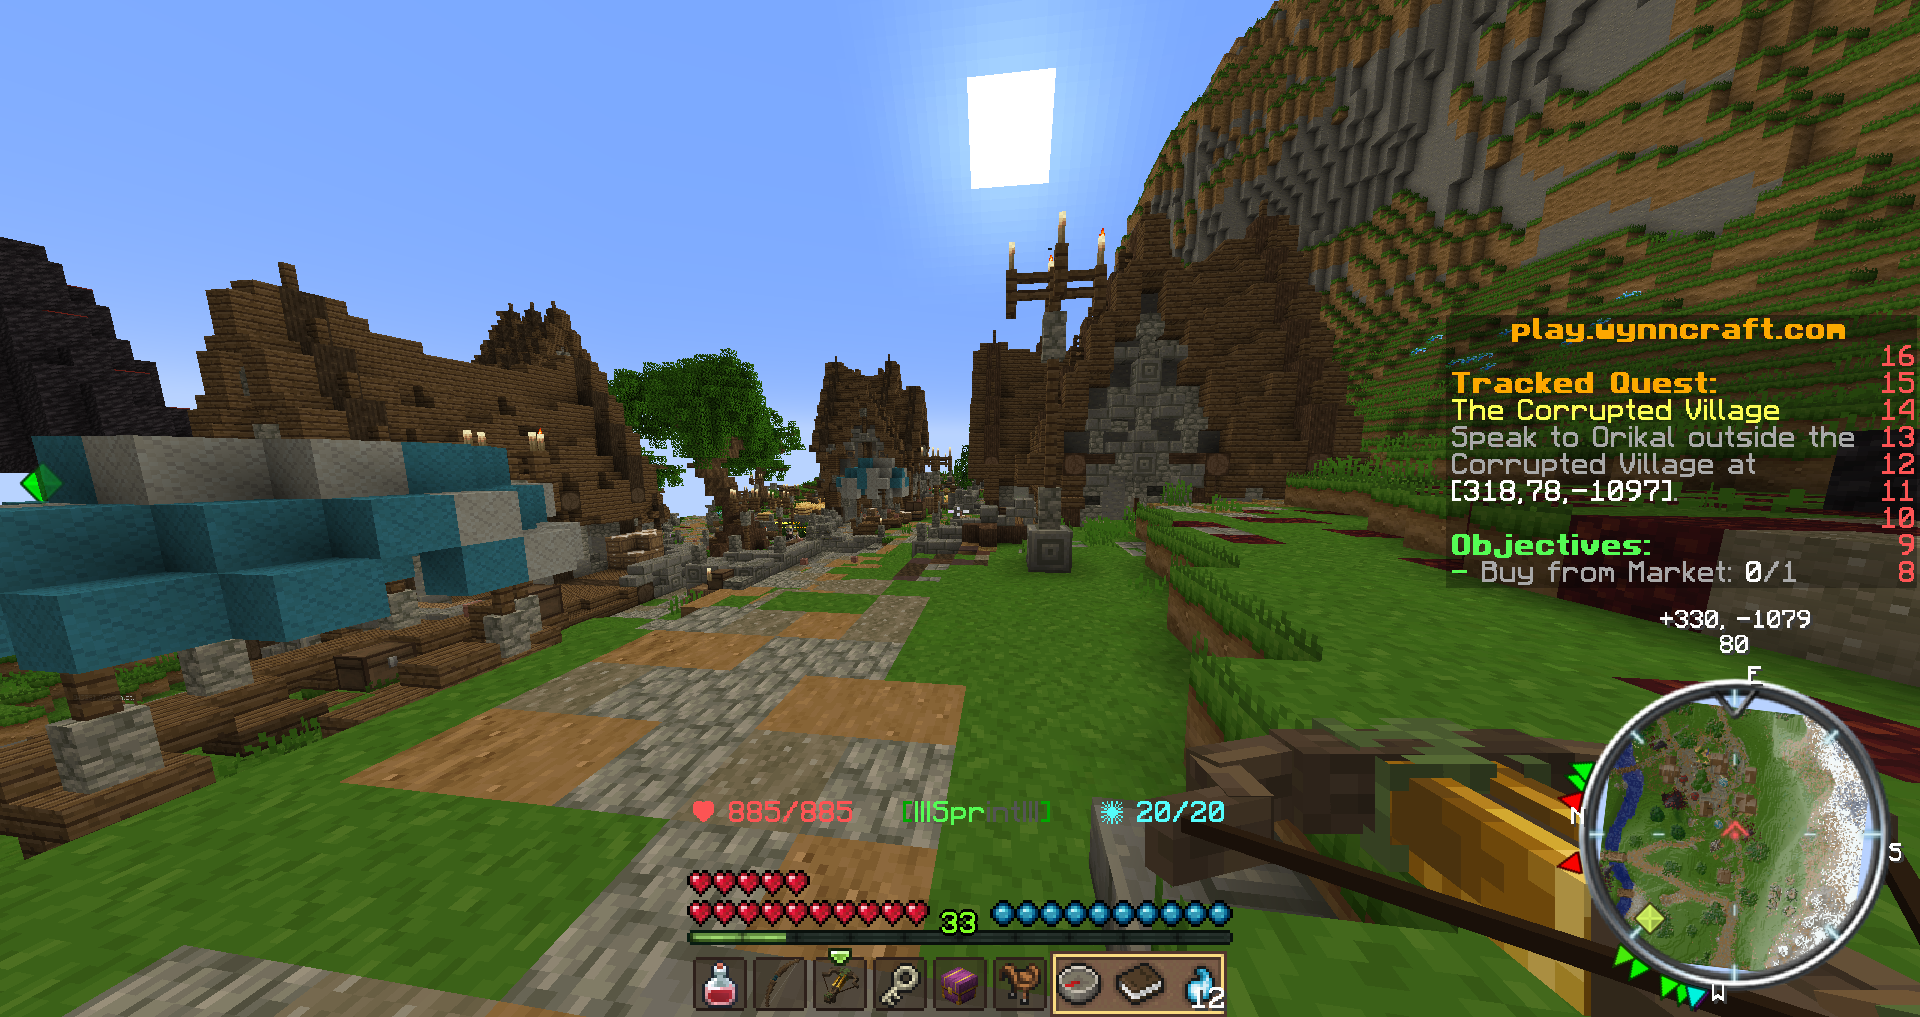 play.wynncraft.com
16
Tracked Quest: 15
The Corrupted Village 14
Speak to Orikal outside the 13
Corrupted Village at 12
[318,78,-1097]. 11
10
Objectives: 9
- Buy from Market: 0/1 8
+330, -1079
80
E
N
S
W
885/885 [|||Sprint|||] 20/20
33
12